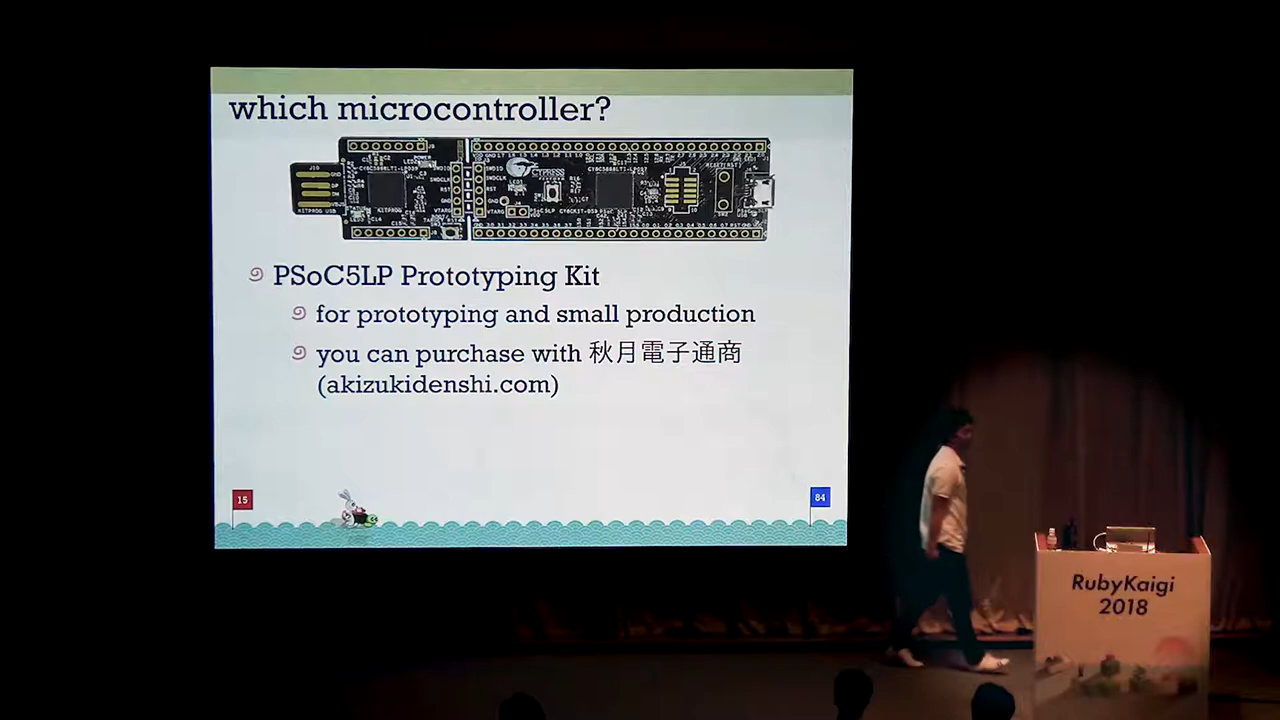 which microcontroller?
CYPRESS
PSoC5LP Prototyping Kit
for prototyping and small production
you can purchase with 秋月電子通商
(akizukidenshi.com)
15
84
RubyKaigi
2018